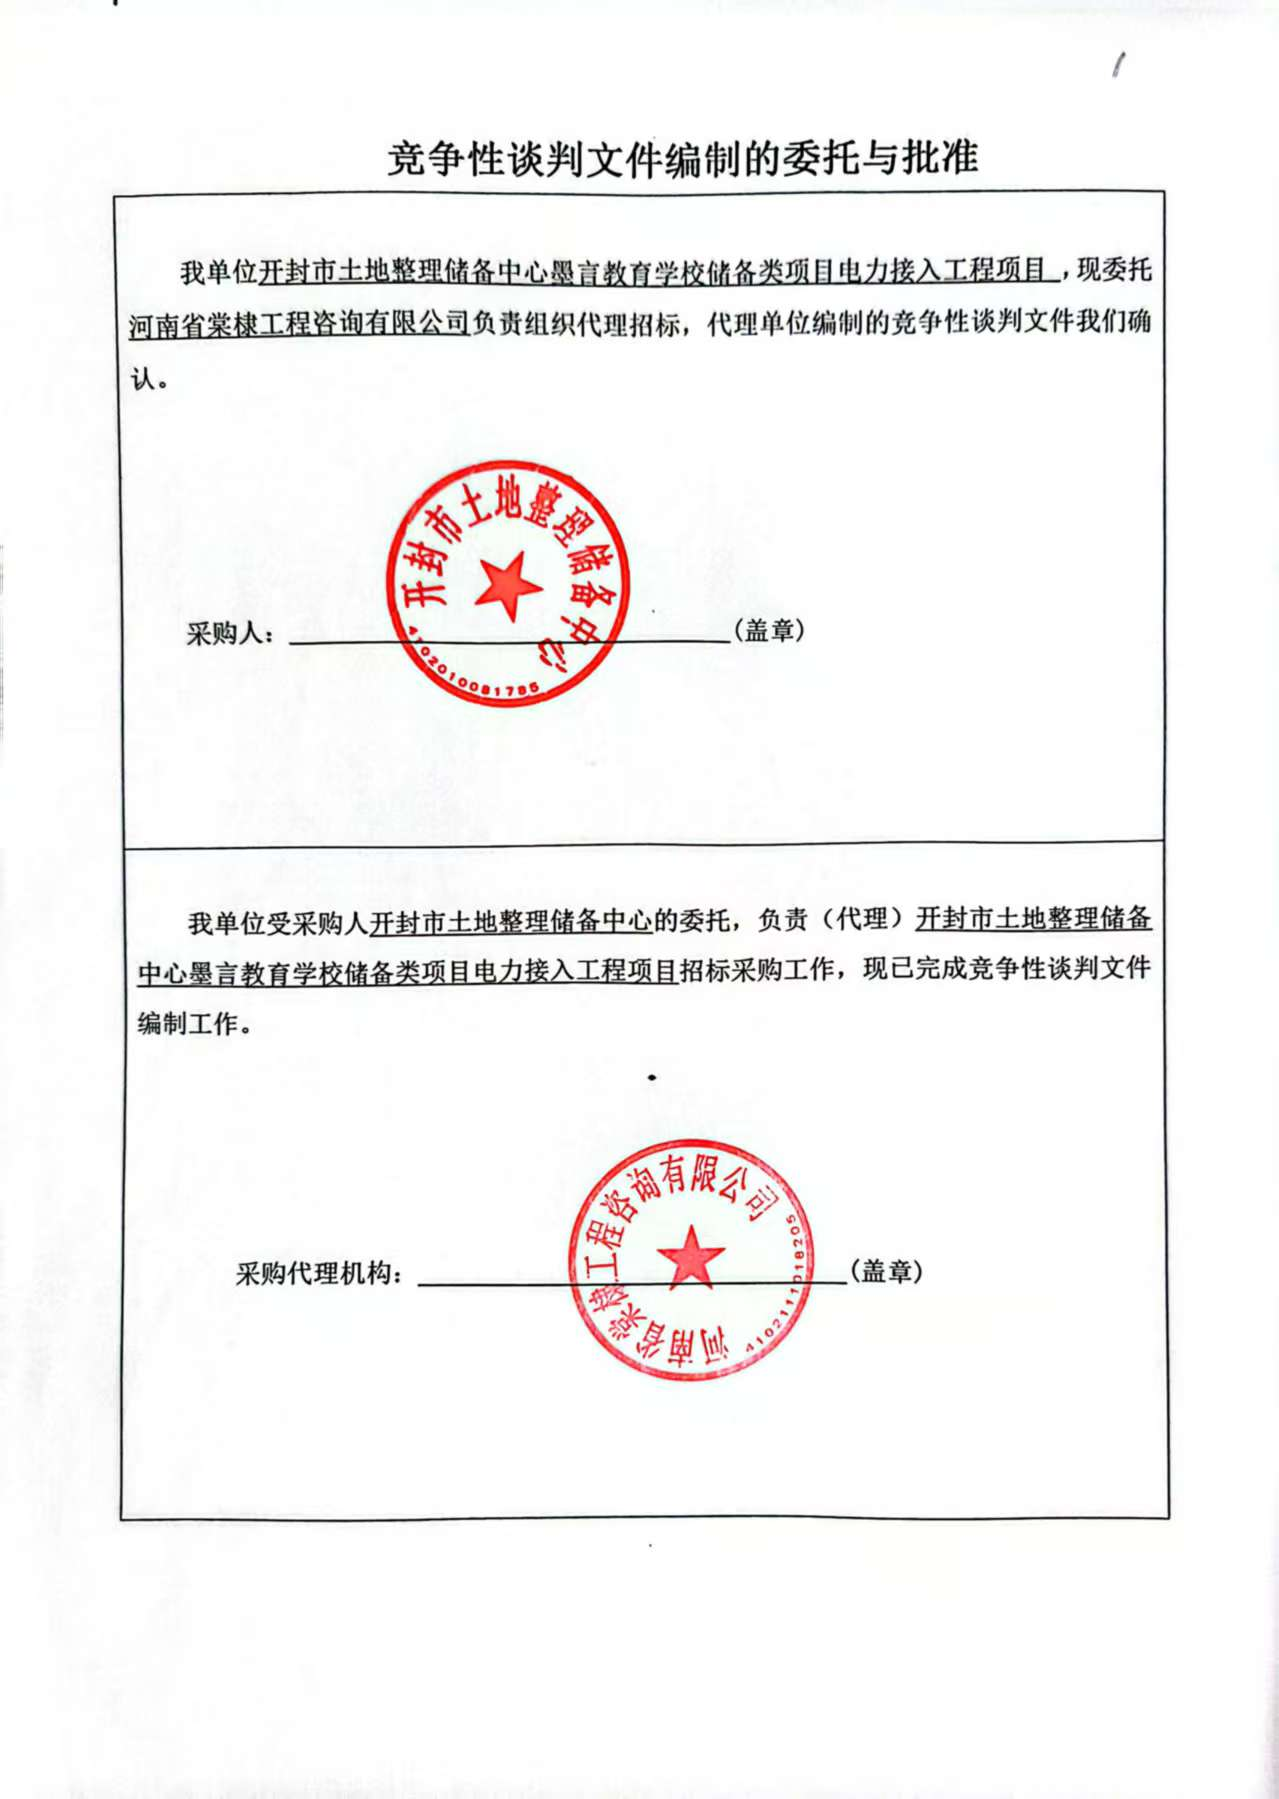 竞争性谈判文件编制的委托与批准
我单位开封市土地整理储备中心墨言教育学校储备类项目电力接入工程项目，现委托
河南省棠棣工程咨询有限公司负责组织代理招标，代理单位编制的竞争性谈判文件我们确
认。
开封市土地整理储备中心
采购人：(盖章)
4102010081785
我单位受采购人开封市土地整理储备中心的委托，负责（代理）开封市土地整理储备
中心墨言教育学校储备类项目电力接入工程项目招标采购工作，现已完成竞争性谈判文件
编制工作。
河南省棠棣工程咨询有限公司
采购代理机构：(盖章)
4102111018205